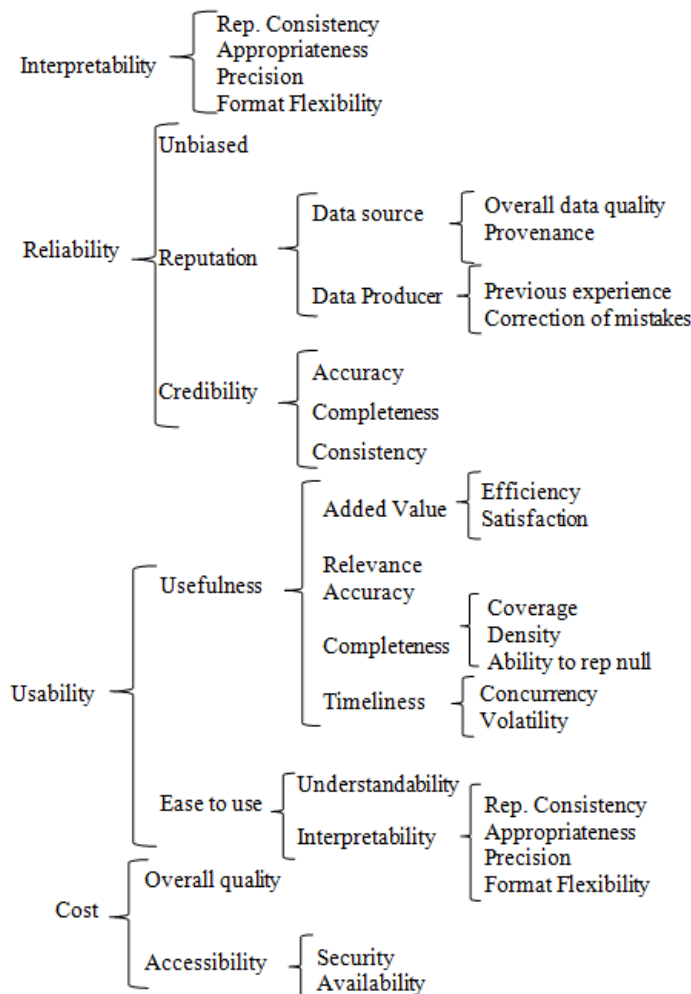 Interpretability
Rep. Consistency
Appropriateness
Precision
Format Flexibility
Reliability
Unbiased
Reputation
Data source
Overall data quality
Provenance
Data Producer
Previous experience
Correction of mistakes
Credibility
Accuracy
Completeness
Consistency
Usability
Usefulness
Added Value
Efficiency
Satisfaction
Relevance
Accuracy
Completeness
Coverage
Density
Ability to rep null
Timeliness
Concurrency
Volatility
Ease to use
Understandability
Interpretability
Rep. Consistency
Appropriateness
Precision
Format Flexibility
Cost
Overall quality
Accessibility
Security
Availability